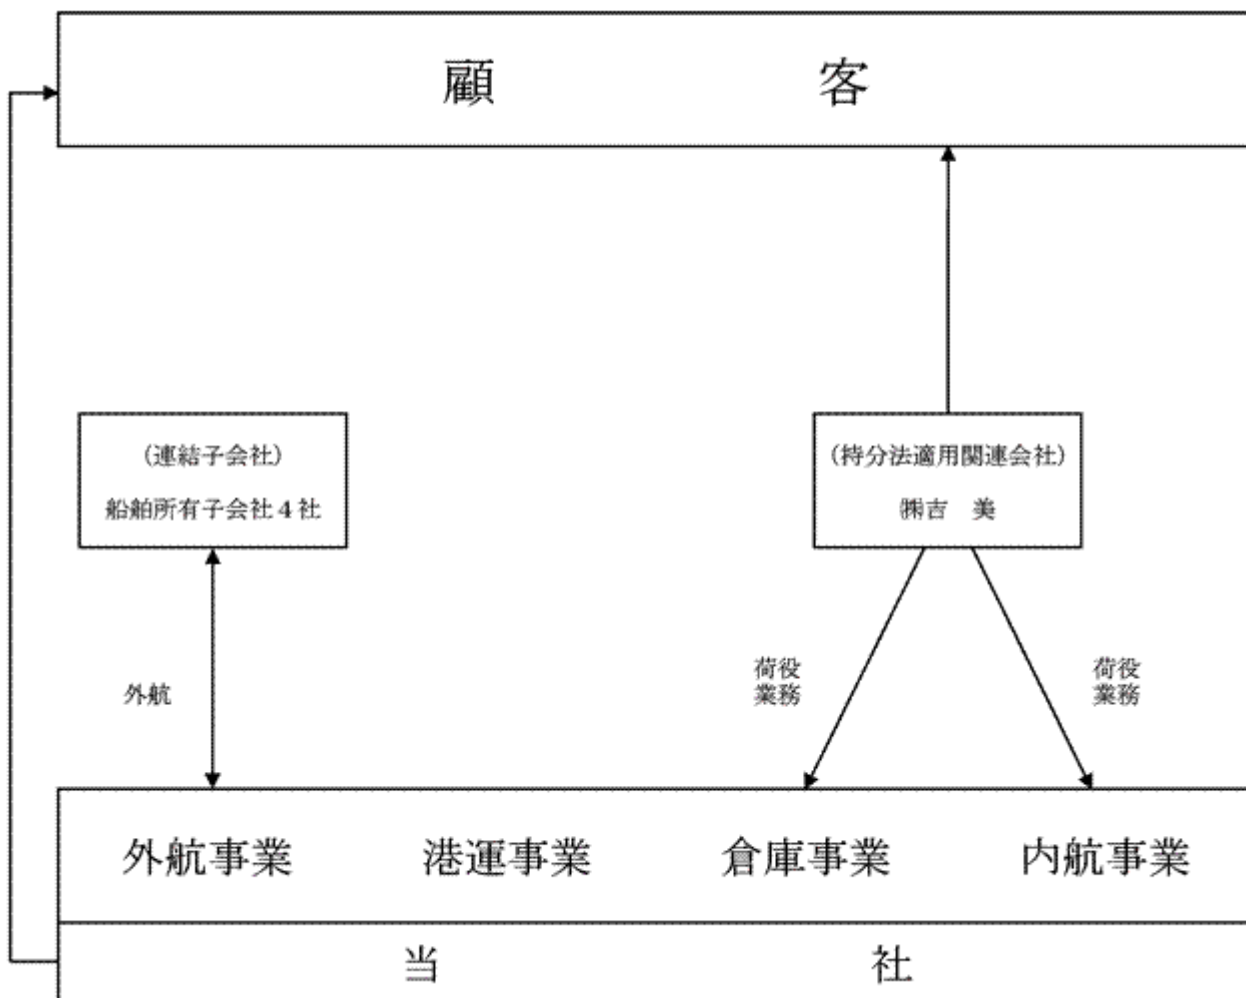 顧　客
(連結子会社)
船舶所有子会社４社
(持分法適用関連会社)
㈱吉　美
外航
荷役
業務
荷役
業務
外航事業　港運事業　倉庫事業　内航事業
当　社